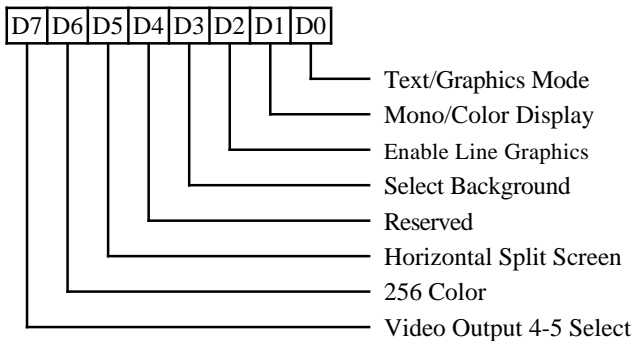 D7 D6 D5 D4 D3 D2 D1 D0
Text/Graphics Mode
Mono/Color Display
Enable Line Graphics
Select Background
Reserved
Horizontal Split Screen
256 Color
Video Output 4-5 Select